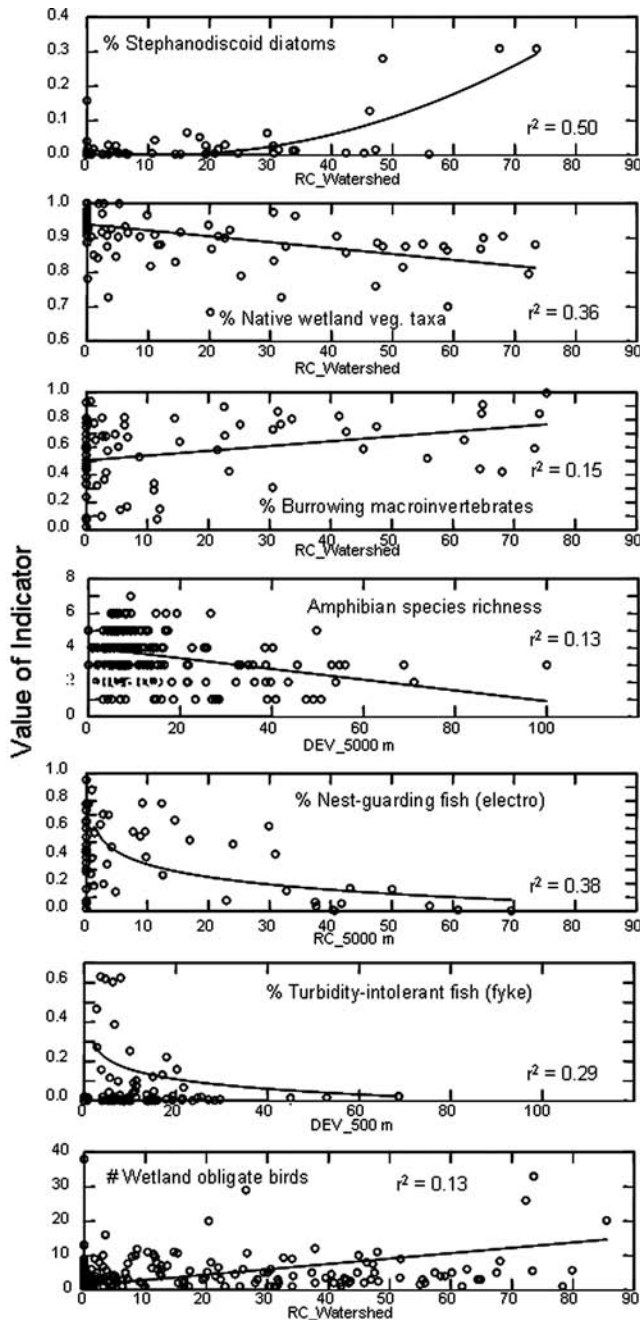 Value of Indicator
0.4
0.3
0.2
0.1
0.0
% Stephanodiscoid diatoms
r² = 0.50
0 10 20 30 40 50 60 70 80 90
RC_Watershed
1.0
0.9
0.8
0.7
0.6
% Native wetland veg. taxa
r² = 0.36
0 10 20 30 40 50 60 70 80 90
RC_Watershed
1.0
0.8
0.6
0.4
0.2
0.0
% Burrowing macroinvertebrates
r² = 0.15
0 10 20 30 40 50 60 70 80 90
RC_Watershed
8
6
4
2
0
Amphibian species richness
r² = 0.13
0 20 40 60 80 100
DEV_5000 m
1.0
0.8
0.6
0.4
0.2
0.0
% Nest-guarding fish (electro)
r² = 0.38
0 10 20 30 40 50 60 70 80 90
RC_5000 m
0.6
0.4
0.2
0.0
% Turbidity-intolerant fish (fyke)
r² = 0.29
0 20 40 60 80 100
DEV_500 m
40
30
20
10
0
# Wetland obligate birds
r² = 0.13
0 10 20 30 40 50 60 70 80 90
RC_Watershed